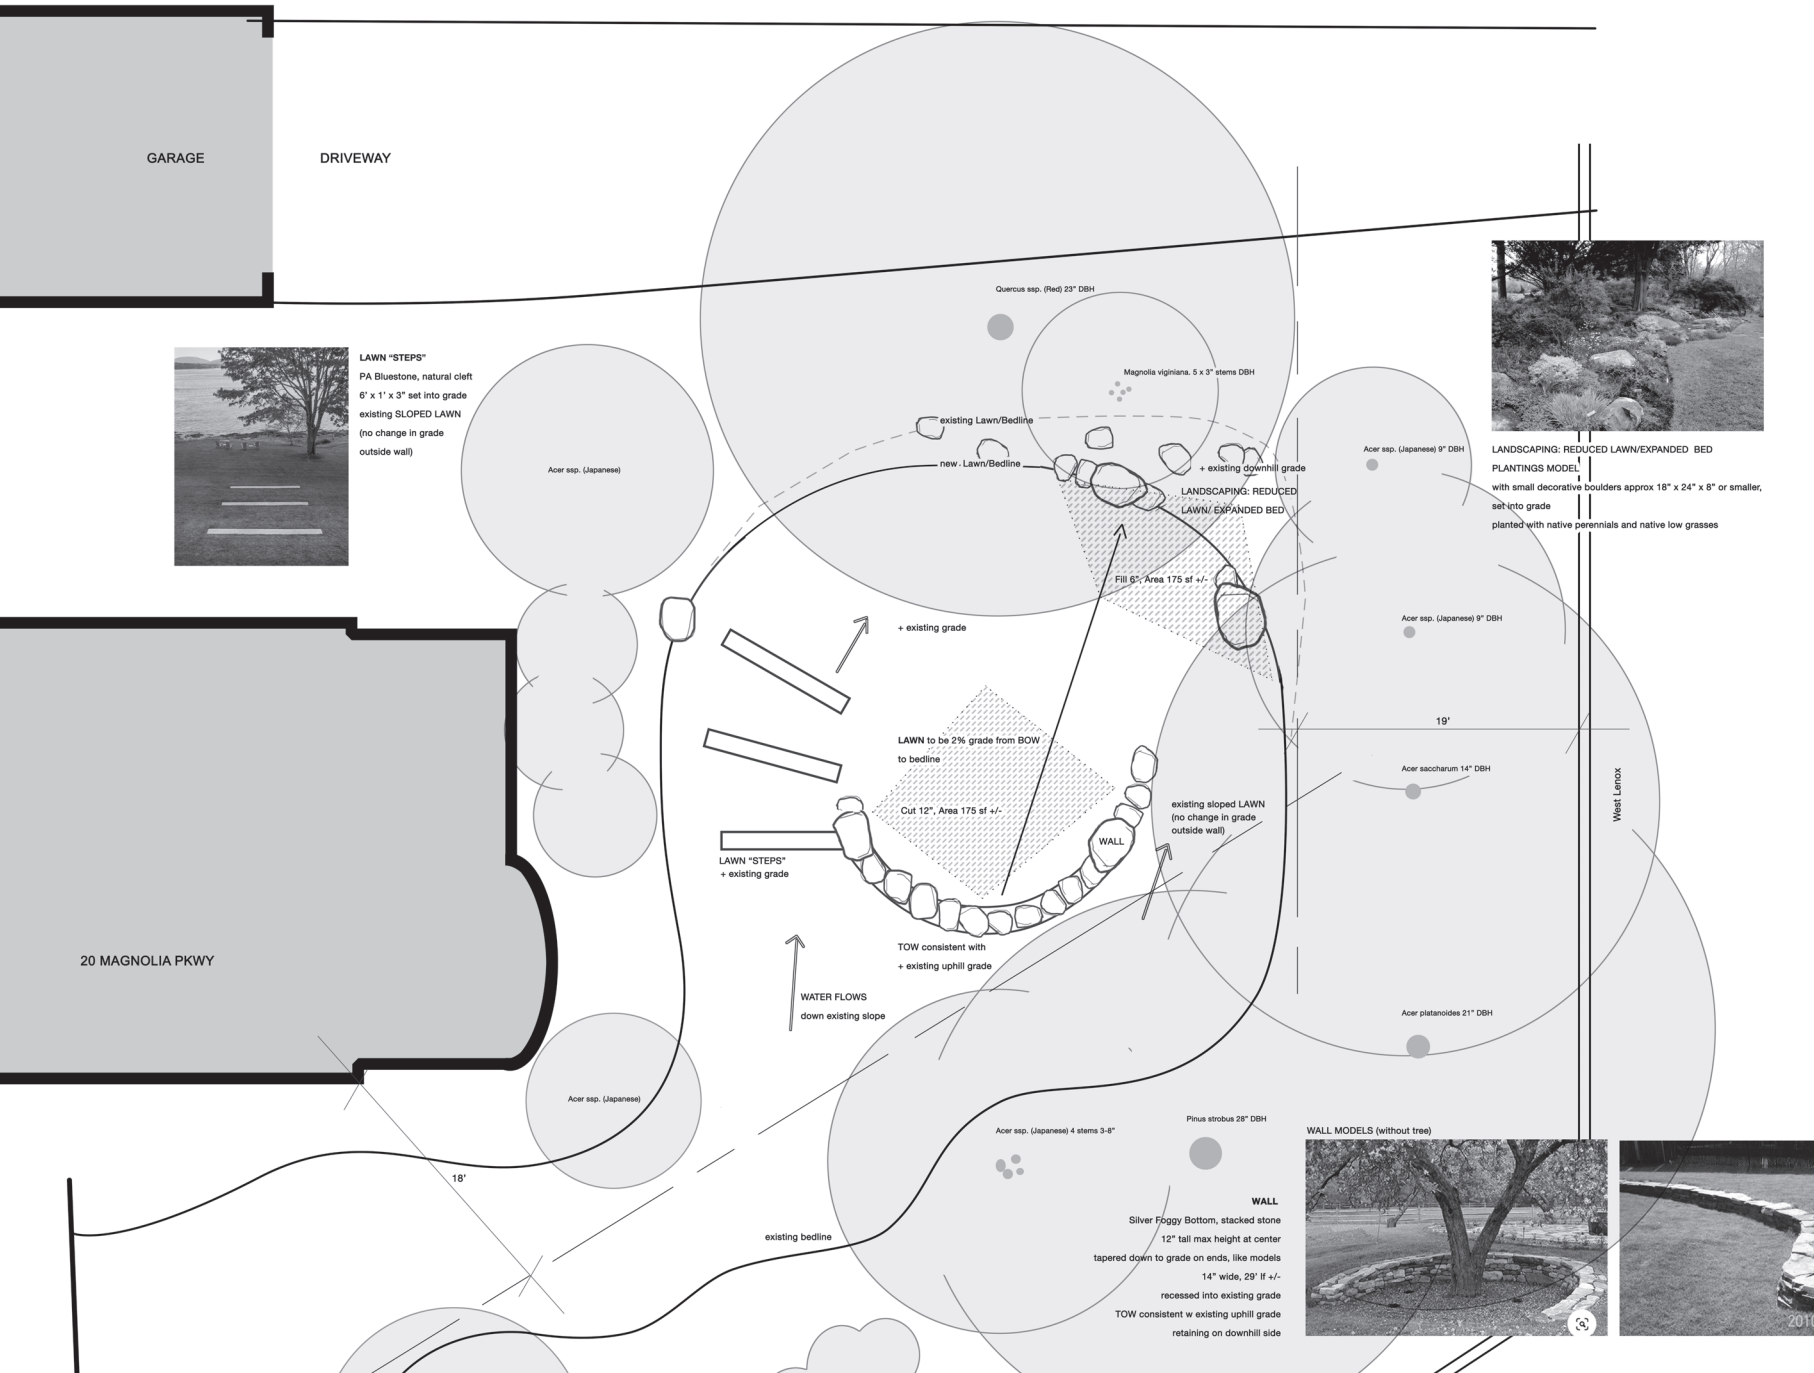 GARAGE
DRIVEWAY
Quercus ssp. (Red) 23" DBH
Magnolia viginiana. 5 x 3" stems DBH
LAWN “STEPS”
PA Bluestone, natural cleft
6' x 1' x 3" set into grade
existing SLOPED LAWN
(no change in grade
outside wall)
Acer ssp. (Japanese)
existing Lawn/Bedline
new Lawn/Bedline
+ existing downhill grade
LANDSCAPING: REDUCED
LAWN/ EXPANDED BED
Acer ssp. (Japanese) 9" DBH
LANDSCAPING: REDUCED LAWN/EXPANDED BED
PLANTINGS MODEL
with small decorative boulders approx 18" x 24" x 8" or smaller,
set into grade
planted with native perennials and native low grasses
Fill 6", Area 175 sf +/-
+ existing grade
Acer ssp. (Japanese) 9" DBH
19'
LAWN to be 2% grade from BOW
to bedline
Cut 12", Area 175 sf +/-
Acer saccharum 14" DBH
West Lenox
existing sloped LAWN
(no change in grade
outside wall)
WALL
LAWN “STEPS”
+ existing grade
20 MAGNOLIA PKWY
TOW consistent with
+ existing uphill grade
WATER FLOWS
down existing slope
Acer platanoides 21" DBH
Acer ssp. (Japanese)
Acer ssp. (Japanese) 4 stems 3-8"
Pinus strobus 28" DBH
18'
existing bedline
WALL
Silver Foggy Bottom, stacked stone
12" tall max height at center
tapered down to grade on ends, like models
14" wide, 29' lf +/-
recessed into existing grade
TOW consistent w existing uphill grade
retaining on downhill side
WALL MODELS (without tree)
2010